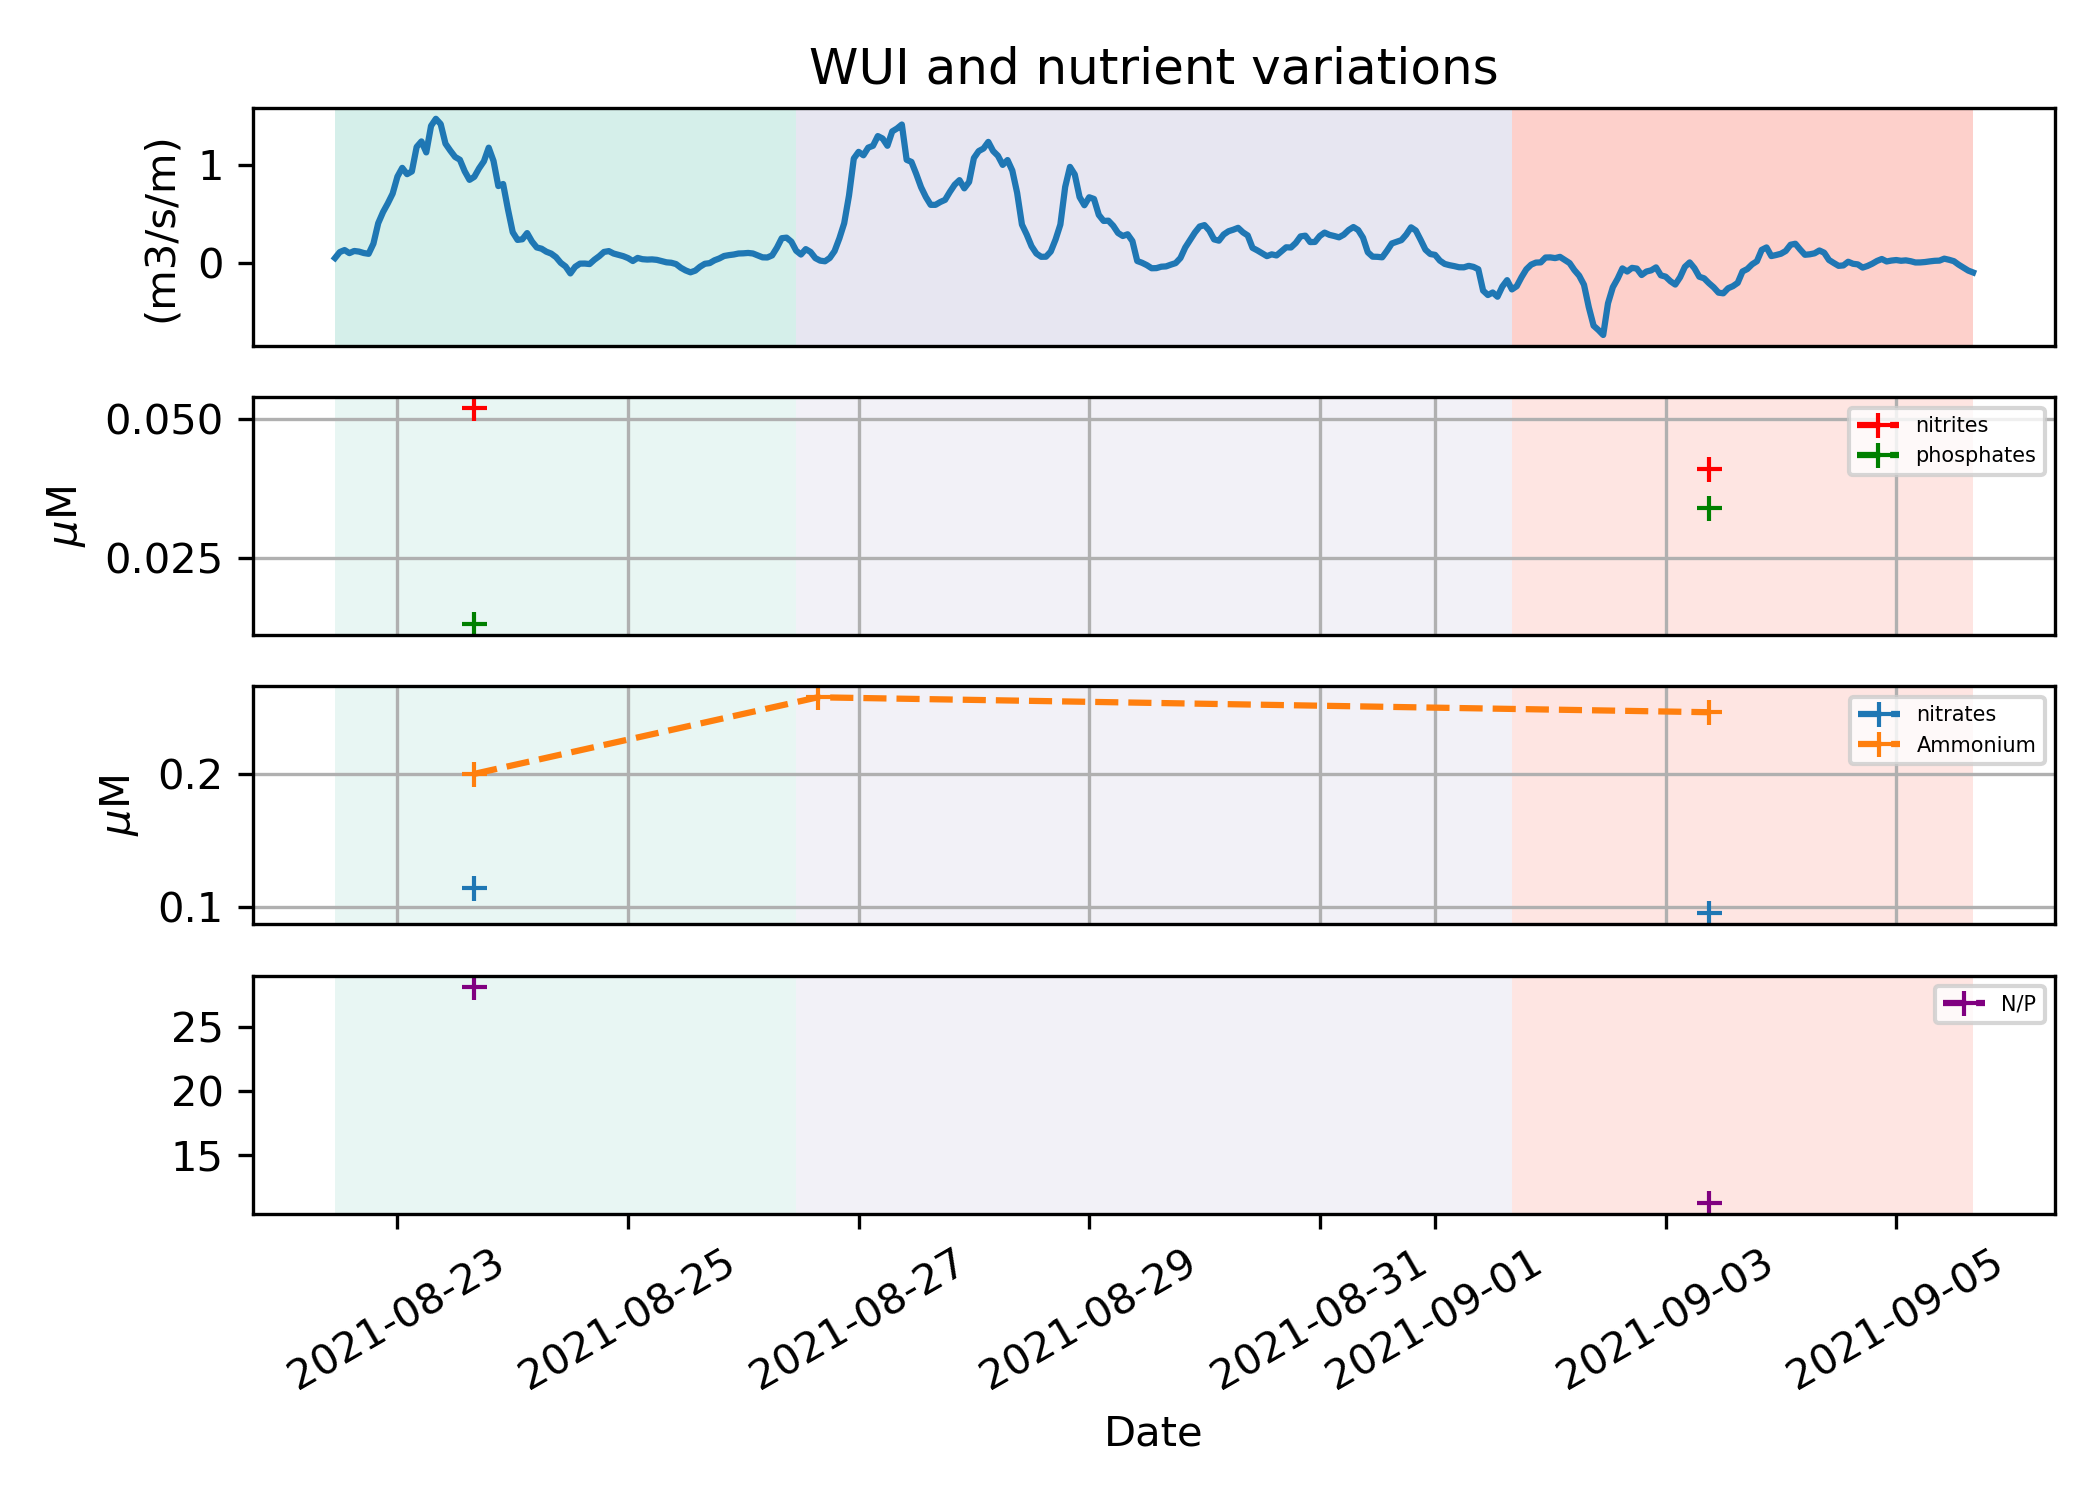 WUI and nutrient variations
(m3/s/m)
1
0
μM
0.050
0.025
nitrites
phosphates
μM
0.2
0.1
nitrates
Ammonium
25
20
15
N/P
2021-08-23
2021-08-25
2021-08-27
2021-08-29
2021-08-31
2021-09-01
2021-09-03
2021-09-05
Date